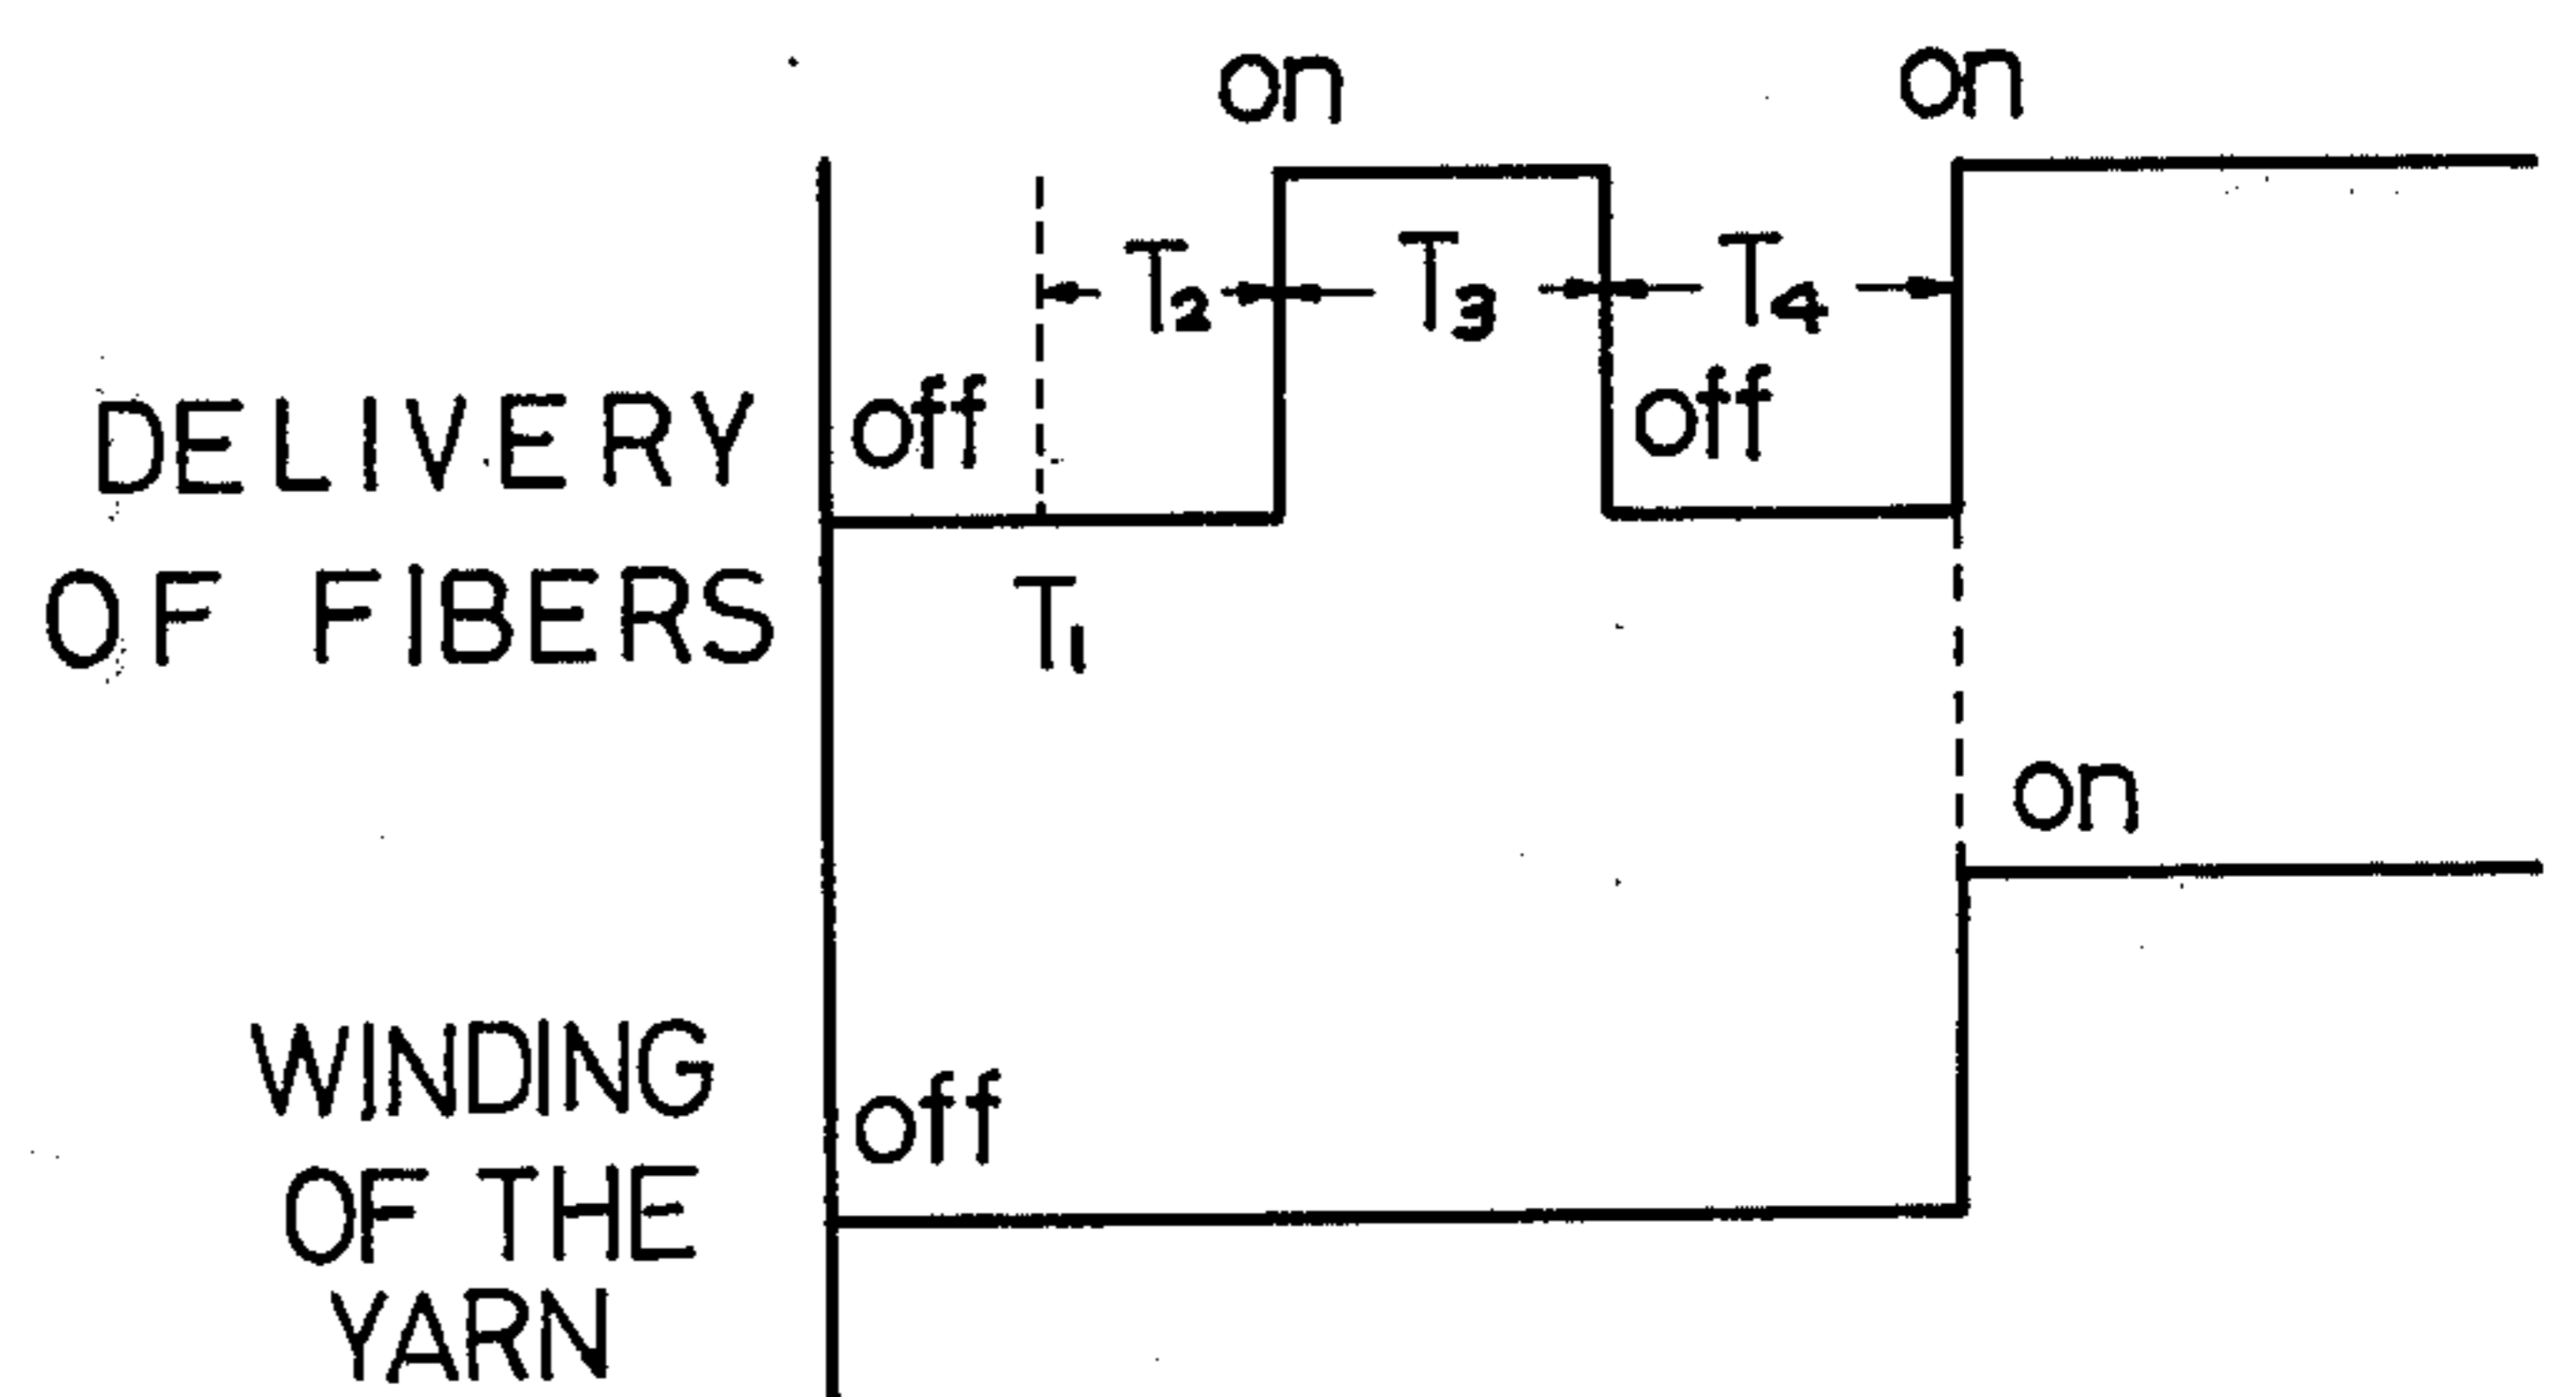 on on
T2 T3 T4
off off
DELIVERY
OF FIBERS
T1
on
off
WINDING
OF THE
YARN